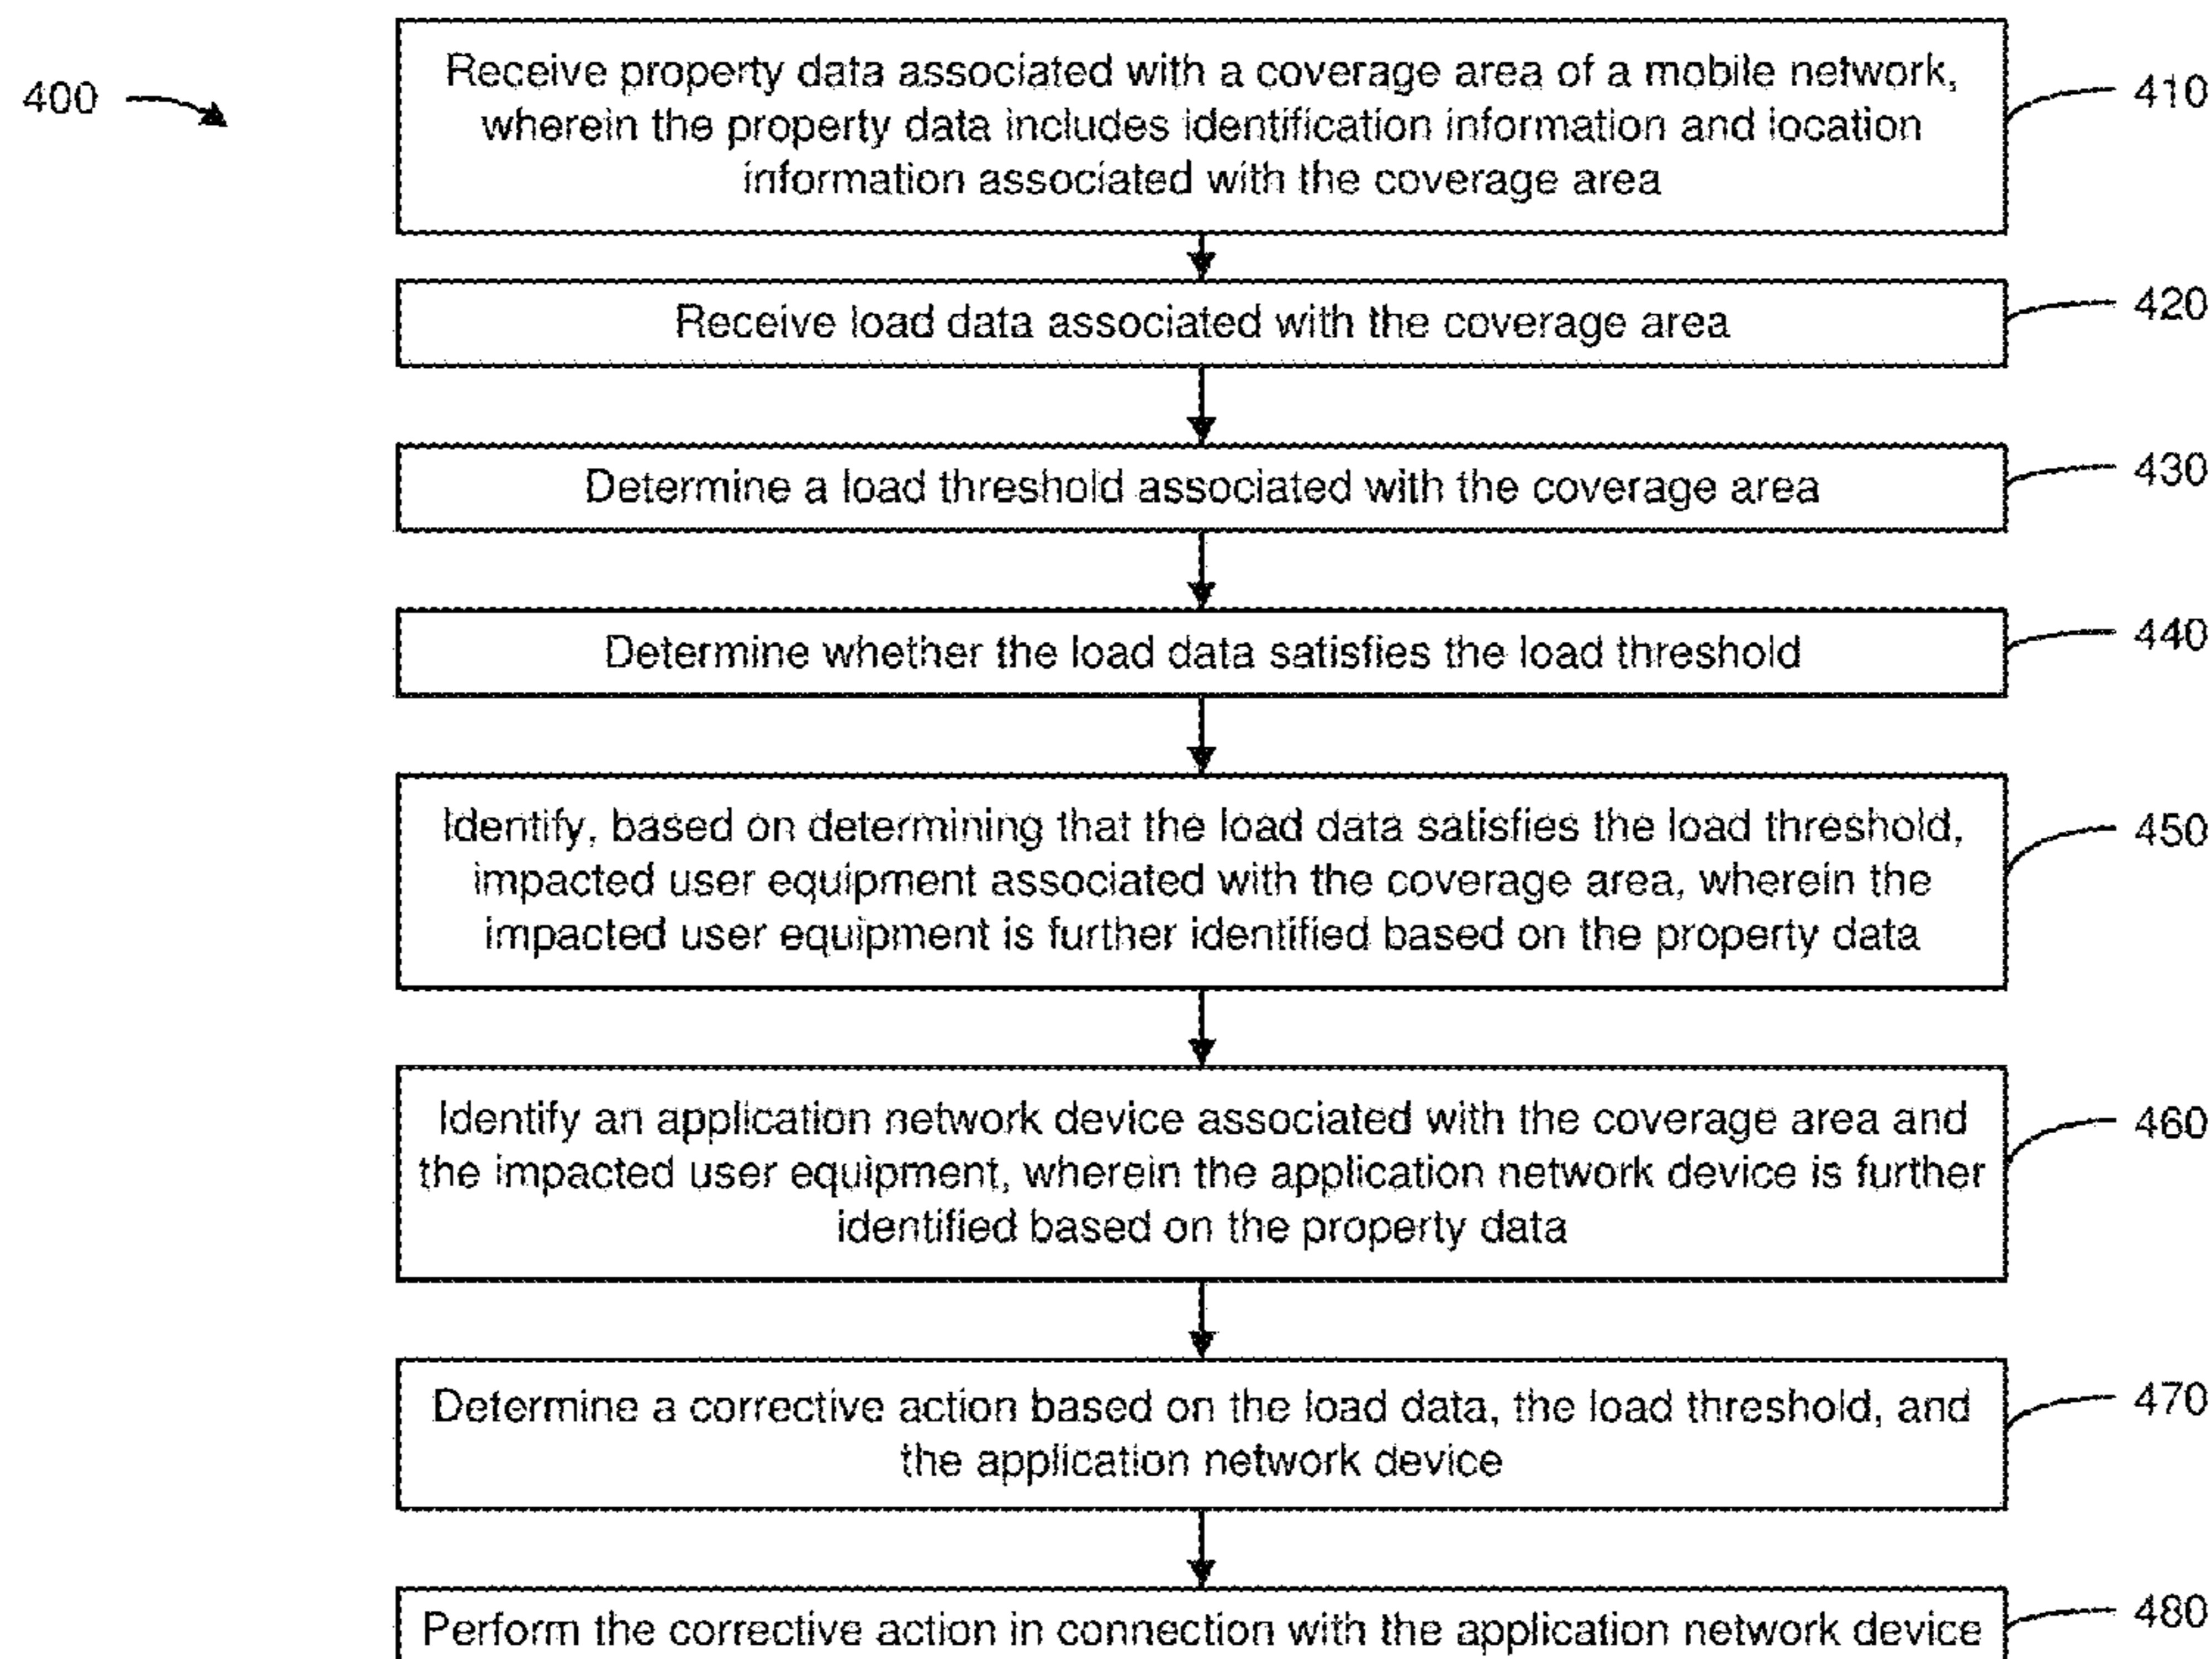 400
Receive property data associated with a coverage area of a mobile network,
wherein the property data includes identification information and location
information associated with the coverage area
410
Receive load data associated with the coverage area
420
Determine a load threshold associated with the coverage area
430
Determine whether the load data satisfies the load threshold
440
Identify, based on determining that the load data satisfies the load threshold,
impacted user equipment associated with the coverage area, wherein the
impacted user equipment is further identified based on the property data
450
Identify an application network device associated with the coverage area and
the impacted user equipment, wherein the application network device is further
identified based on the property data
460
Determine a corrective action based on the load data, the load threshold, and
the application network device
470
Perform the corrective action in connection with the application network device
480